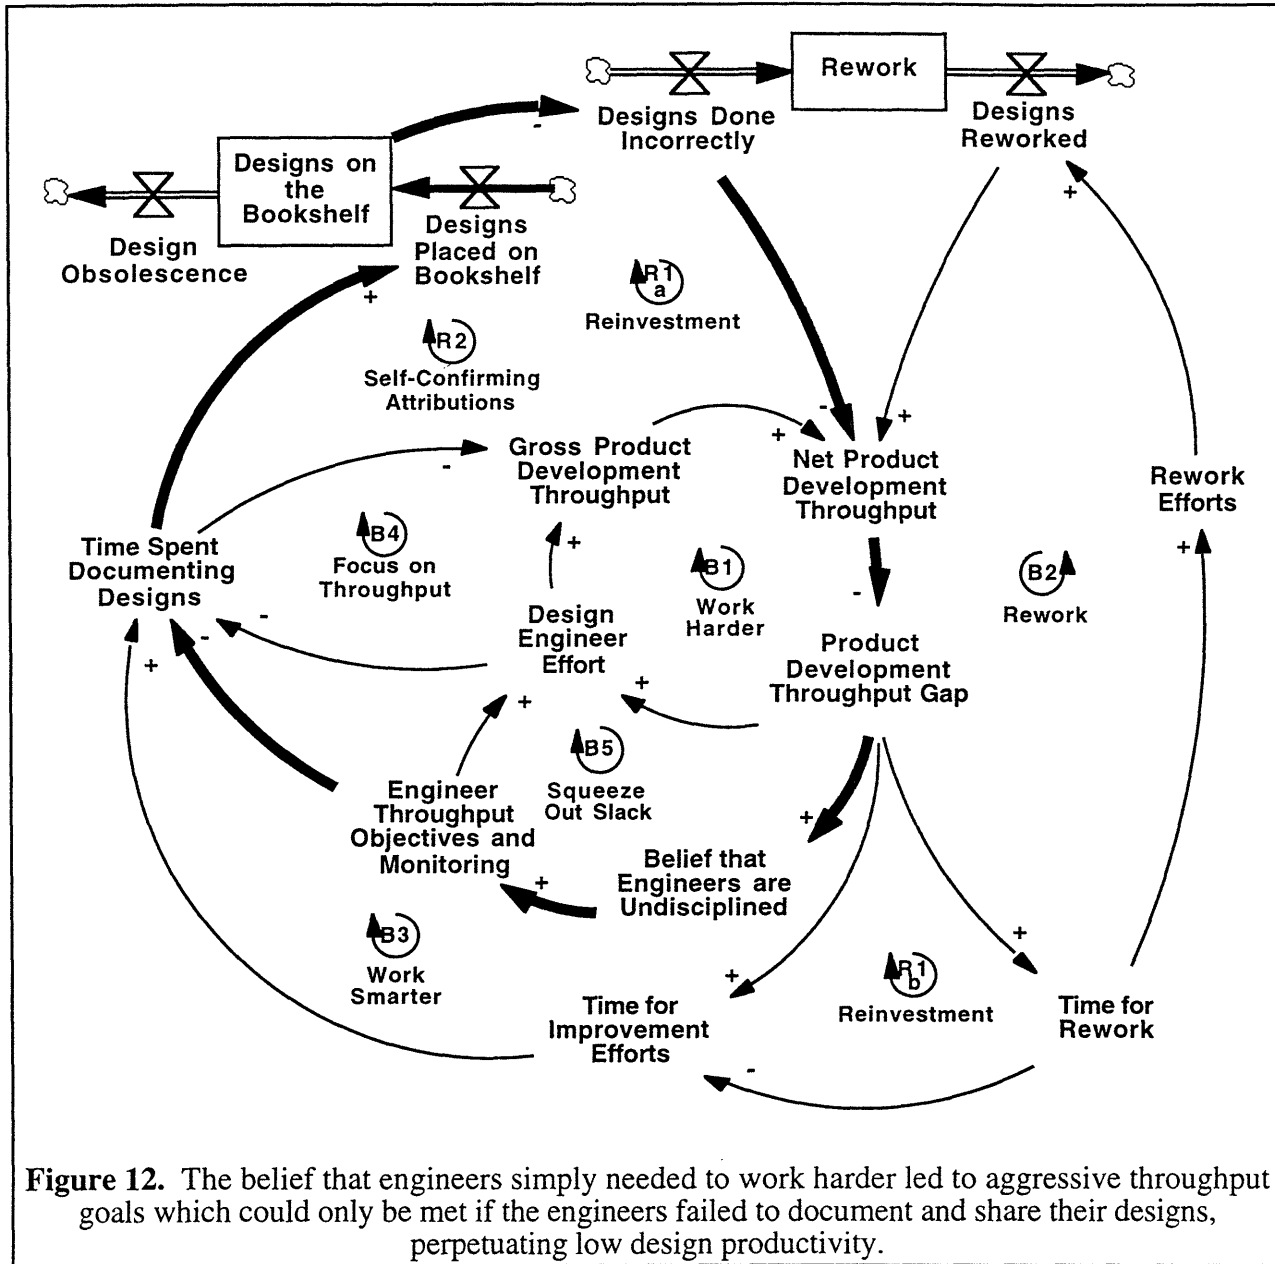 Rework
Designs Done
Incorrectly
Designs
Reworked
Designs on
the
Bookshelf
Designs
Placed on
Bookshelf
Design
Obsolescence
-
+
+
R1
a
Reinvestment
R2
Self-Confirming
Attributions
-
+
+
-
Gross Product
Development
Throughput
Net Product
Development
Throughput
Rework
Efforts
B4
Focus on
Throughput
+
B1
Work
Harder
-
B2
Rework
+
Time Spent
Documenting
Designs
-
-
+
Design
Engineer
Effort
+
+
Product
Development
Throughput Gap
B5
Squeeze
Out Slack
Engineer
Throughput
Objectives and
Monitoring
+
+
Belief that
Engineers are
Undisciplined
B3
Work
Smarter
+
+
R1
b
Reinvestment
Time for
Improvement
Efforts
Time for
Rework
-
Figure 12. The belief that engineers simply needed to work harder led to aggressive throughput
goals which could only be met if the engineers failed to document and share their designs,
perpetuating low design productivity.